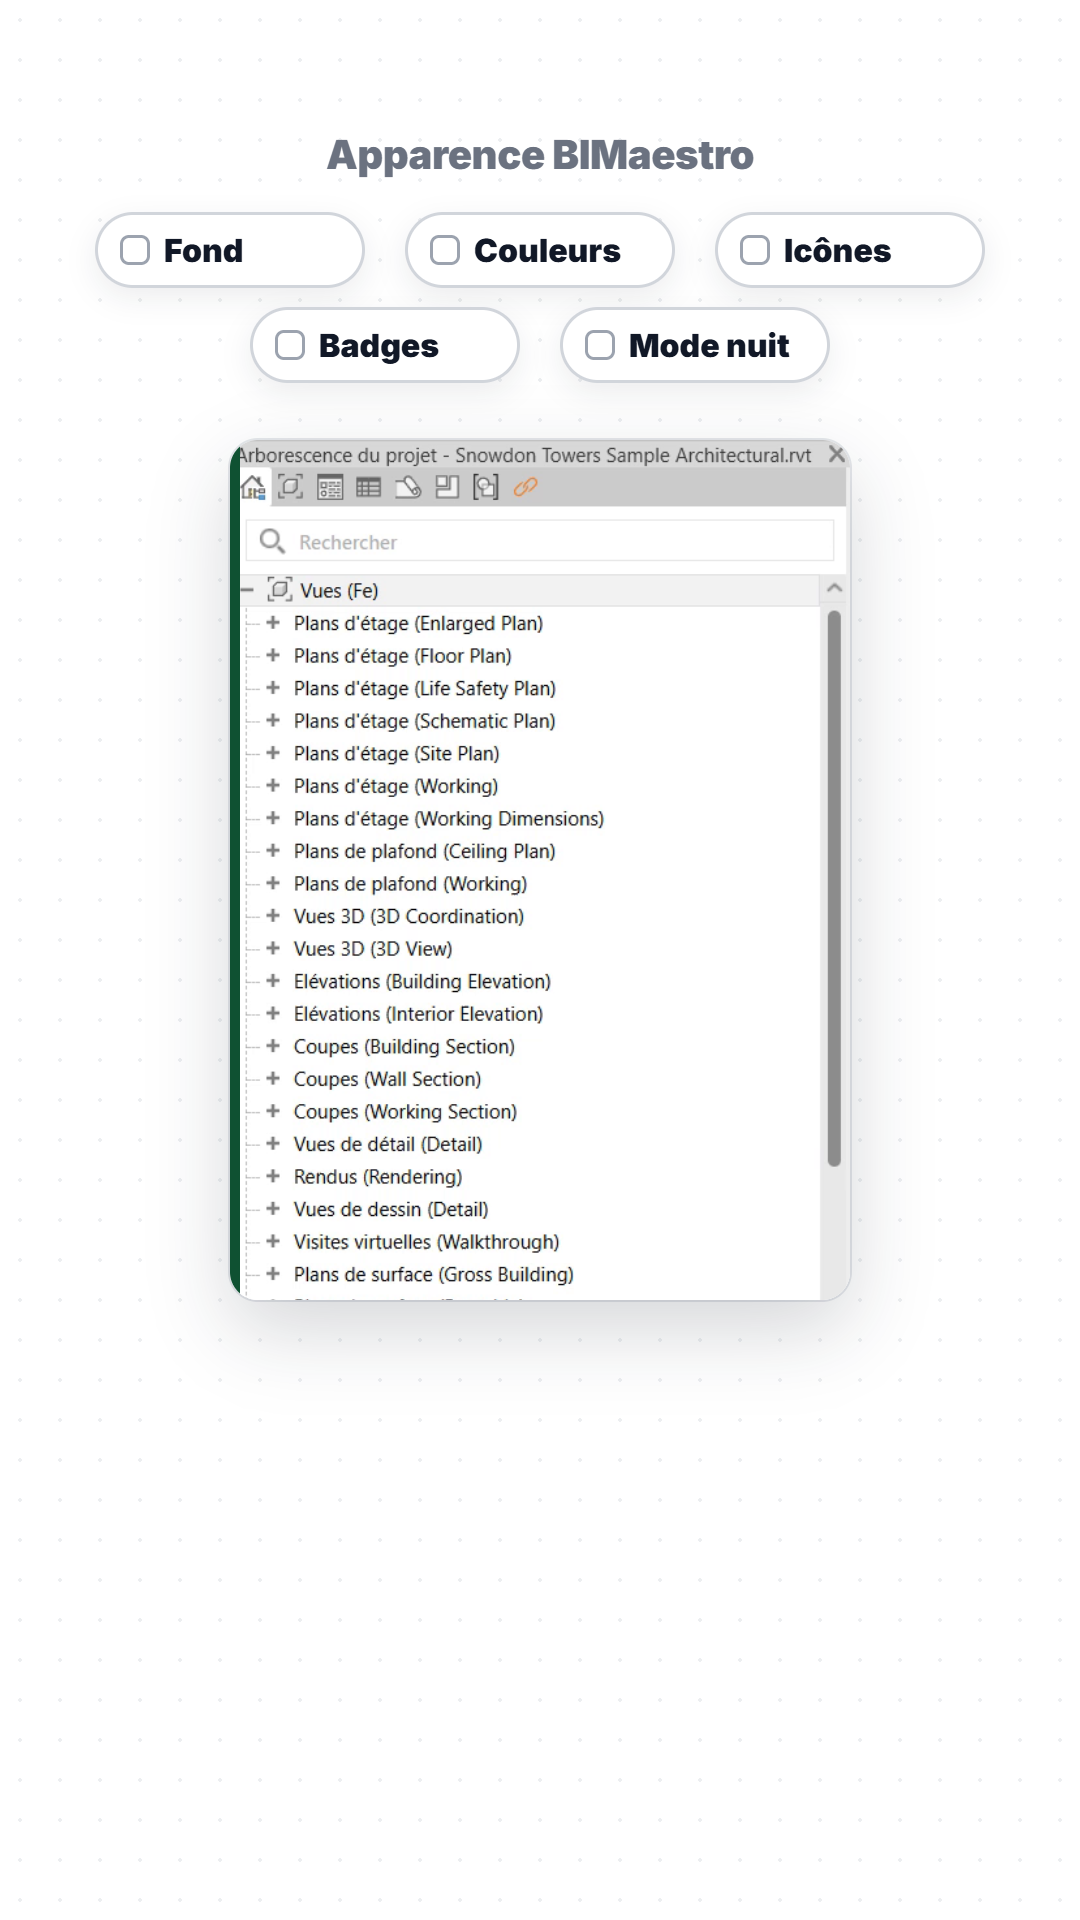 Apparence BIMaestro
Fond
Couleurs
Icônes
Badges
Mode nuit
Arborescence du projet - Snowdon Towers Sample Architectural.rvt
Rechercher
Vues (Fe)
Plans d'étage (Enlarged Plan)
Plans d'étage (Floor Plan)
Plans d'étage (Life Safety Plan)
Plans d'étage (Schematic Plan)
Plans d'étage (Site Plan)
Plans d'étage (Working)
Plans d'étage (Working Dimensions)
Plans de plafond (Ceiling Plan)
Plans de plafond (Working)
Vues 3D (3D Coordination)
Vues 3D (3D View)
Elévations (Building Elevation)
Elévations (Interior Elevation)
Coupes (Building Section)
Coupes (Wall Section)
Coupes (Working Section)
Vues de détail (Detail)
Rendus (Rendering)
Vues de dessin (Detail)
Visites virtuelles (Walkthrough)
Plans de surface (Gross Building)